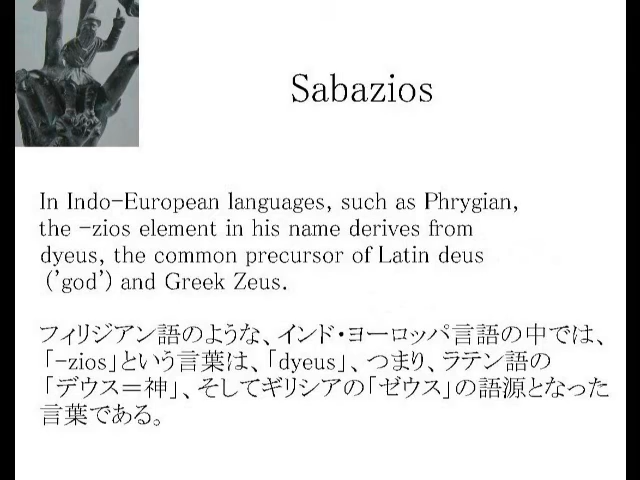 Sabazios
In Indo-European languages, such as Phrygian,
the -zios element in his name derives from
dyeus, the common precursor of Latin deus
('god') and Greek Zeus.
フィリジアン語のような、インド・ヨーロッパ言語の中では、
「-zios」という言葉は、「dyeus」、つまり、ラテン語の
「デウス＝神」、そしてギリシアの「ゼウス」の語源となった
言葉である。